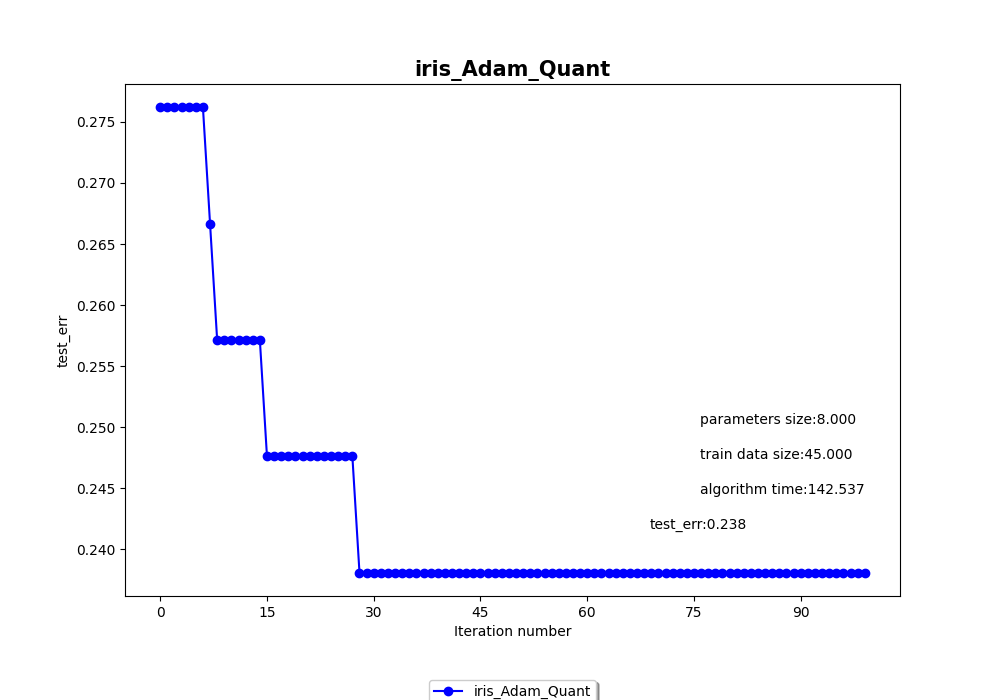 iris_Adam_Quant
test_err
0.275
0.270
0.265
0.260
0.255
0.250
0.245
0.240
parameters size:8.000
train data size:45.000
algorithm time:142.537
test_err:0.238
0 15 30 45 60 75 90
Iteration number
iris_Adam_Quant